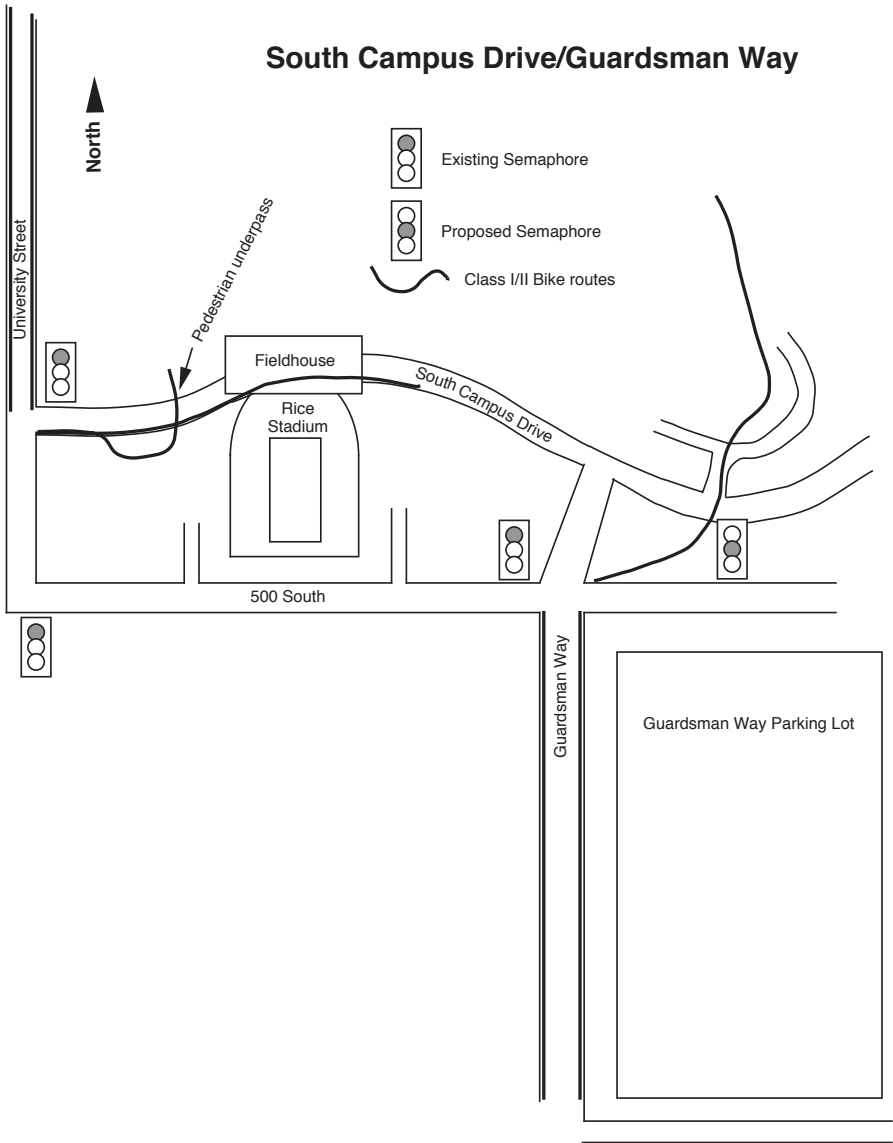 South Campus Drive/Guardsman Way
North
Existing Semaphore
Proposed Semaphore
Class I/II Bike routes
University Street
Pedestrian underpass
Fieldhouse
South Campus Drive
Rice
Stadium
500 South
Guardsman Way
Guardsman Way Parking Lot